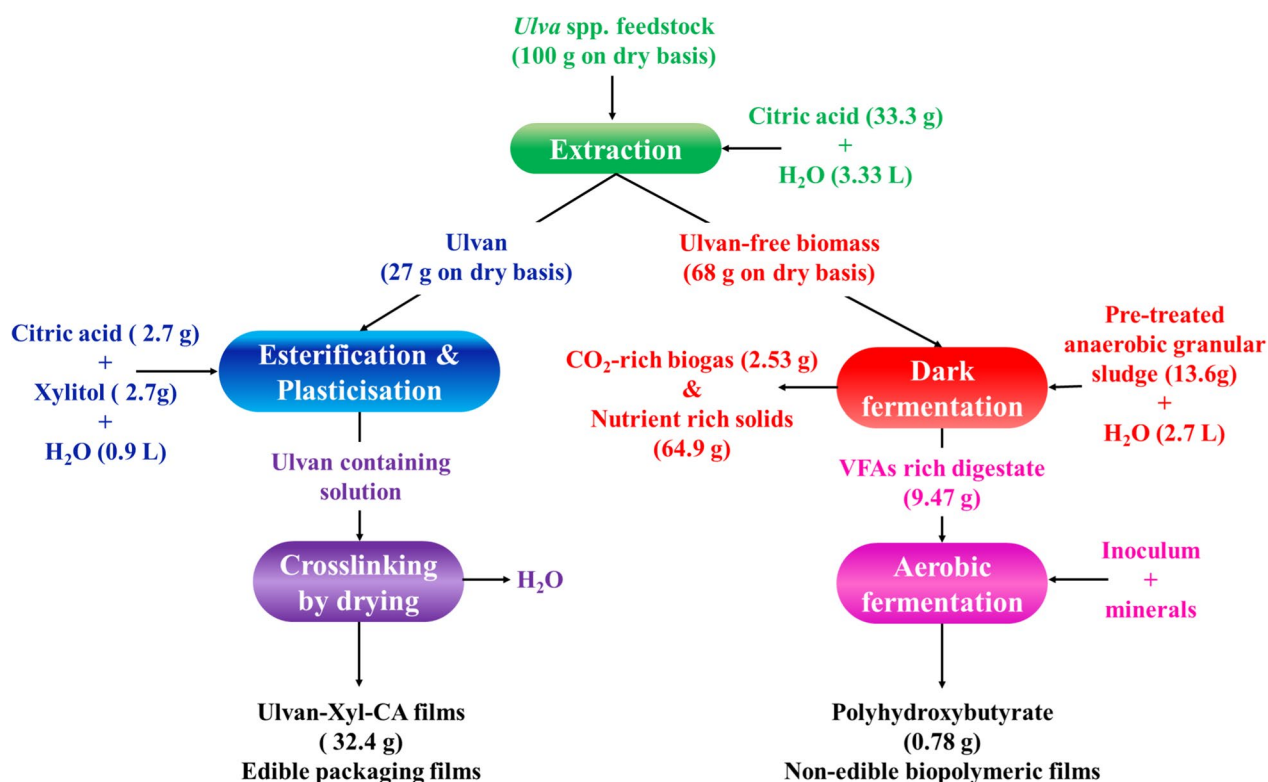 Ulva spp. feedstock
(100 g on dry basis)
Extraction
Citric acid (33.3 g)
+
H₂O (3.33 L)
Ulvan
(27 g on dry basis)
Ulvan-free biomass
(68 g on dry basis)
Citric acid ( 2.7 g)
+
Xylitol ( 2.7g)
+
H₂O (0.9 L)
Esterification &
Plasticisation
CO₂-rich biogas (2.53 g)
&
Nutrient rich solids
(64.9 g)
Dark
fermentation
Pre-treated
anaerobic granular
sludge (13.6g)
+
H₂O (2.7 L)
Ulvan containing
solution
VFAs rich digestate
(9.47 g)
Crosslinking
by drying
H₂O
Aerobic
fermentation
Inoculum
+
minerals
Ulvan-Xyl-CA films
( 32.4 g)
Edible packaging films
Polyhydroxybutyrate
(0.78 g)
Non-edible biopolymeric films